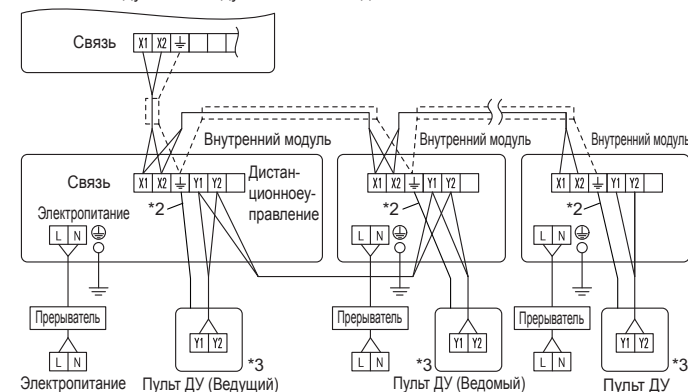 Связь
X1 X2
Внутренний модуль
Внутренний модуль
Внутренний модуль
Связь
X1 X2 Y1 Y2
Дистан-
ционноеу-
правление
X1 X2 Y1 Y2
X1 X2 Y1 Y2
*2
*2
*2
Электропитание
L N
L N
L N
Прерыватель
Прерыватель
Прерыватель
Y1 Y2
Y1 Y2
Y1 Y2
L N
*3
L N
*3
L N
*3
Электропитание
Пульт ДУ (Ведущий)
Пульт ДУ (Ведомый)
Пульт ДУ